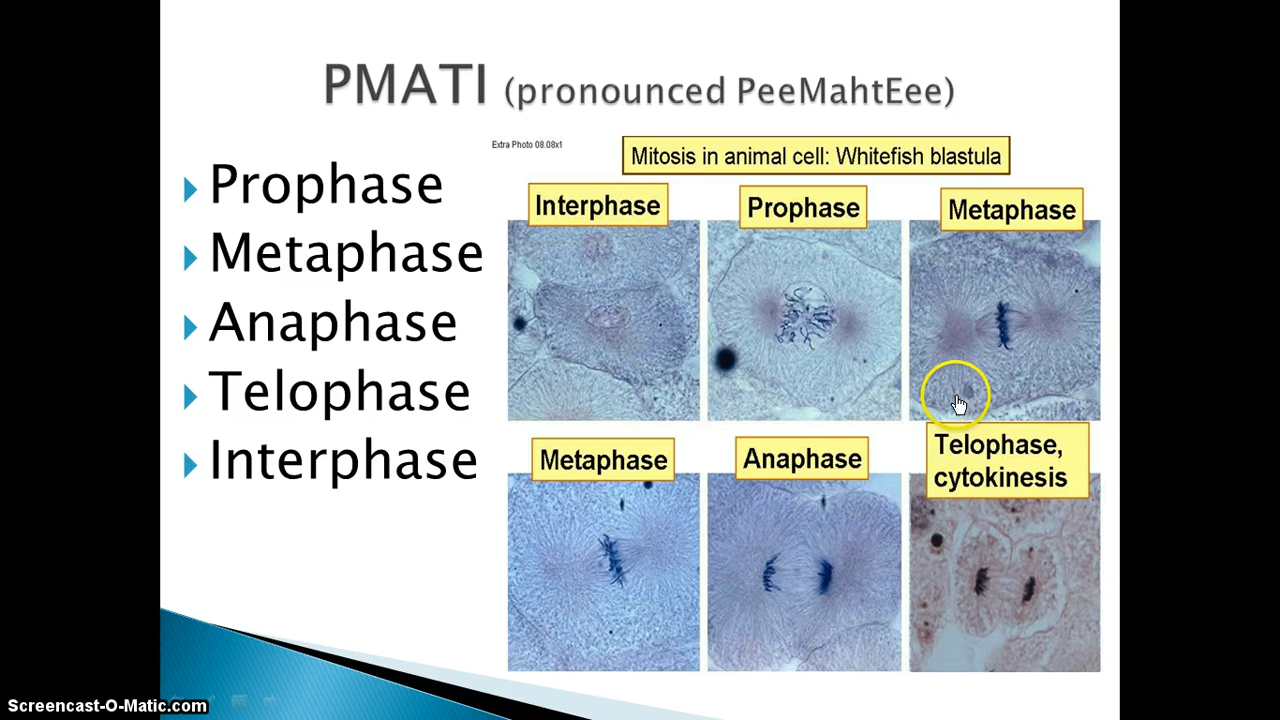 PMATI (pronounced PeeMahtEee)
Prophase
Metaphase
Anaphase
Telophase
Interphase
Extra Photo 08.08x1
Mitosis in animal cell: Whitefish blastula
Interphase
Prophase
Metaphase
Metaphase
Anaphase
Telophase,
cytokinesis
Screencast-O-Matic.com